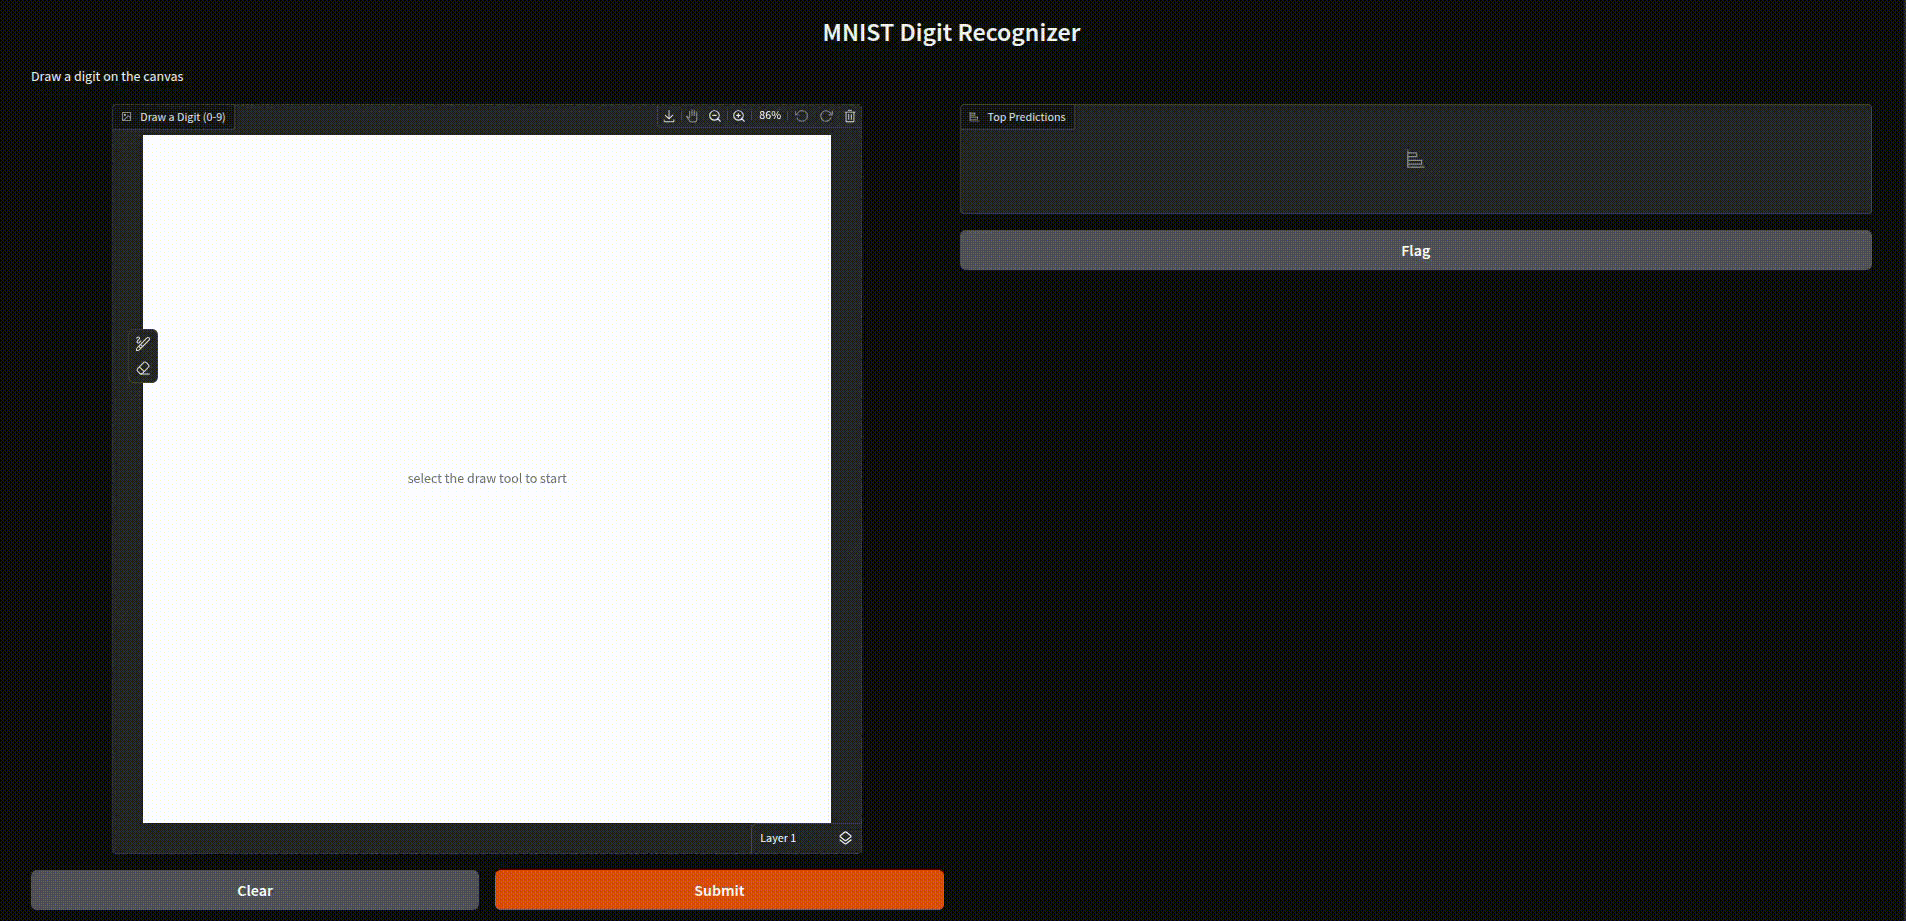 MNIST Digit Recognizer
Draw a digit on the canvas
Draw a Digit (0-9)
86%
select the draw tool to start
Layer 1
Clear
Submit
Top Predictions
Flag